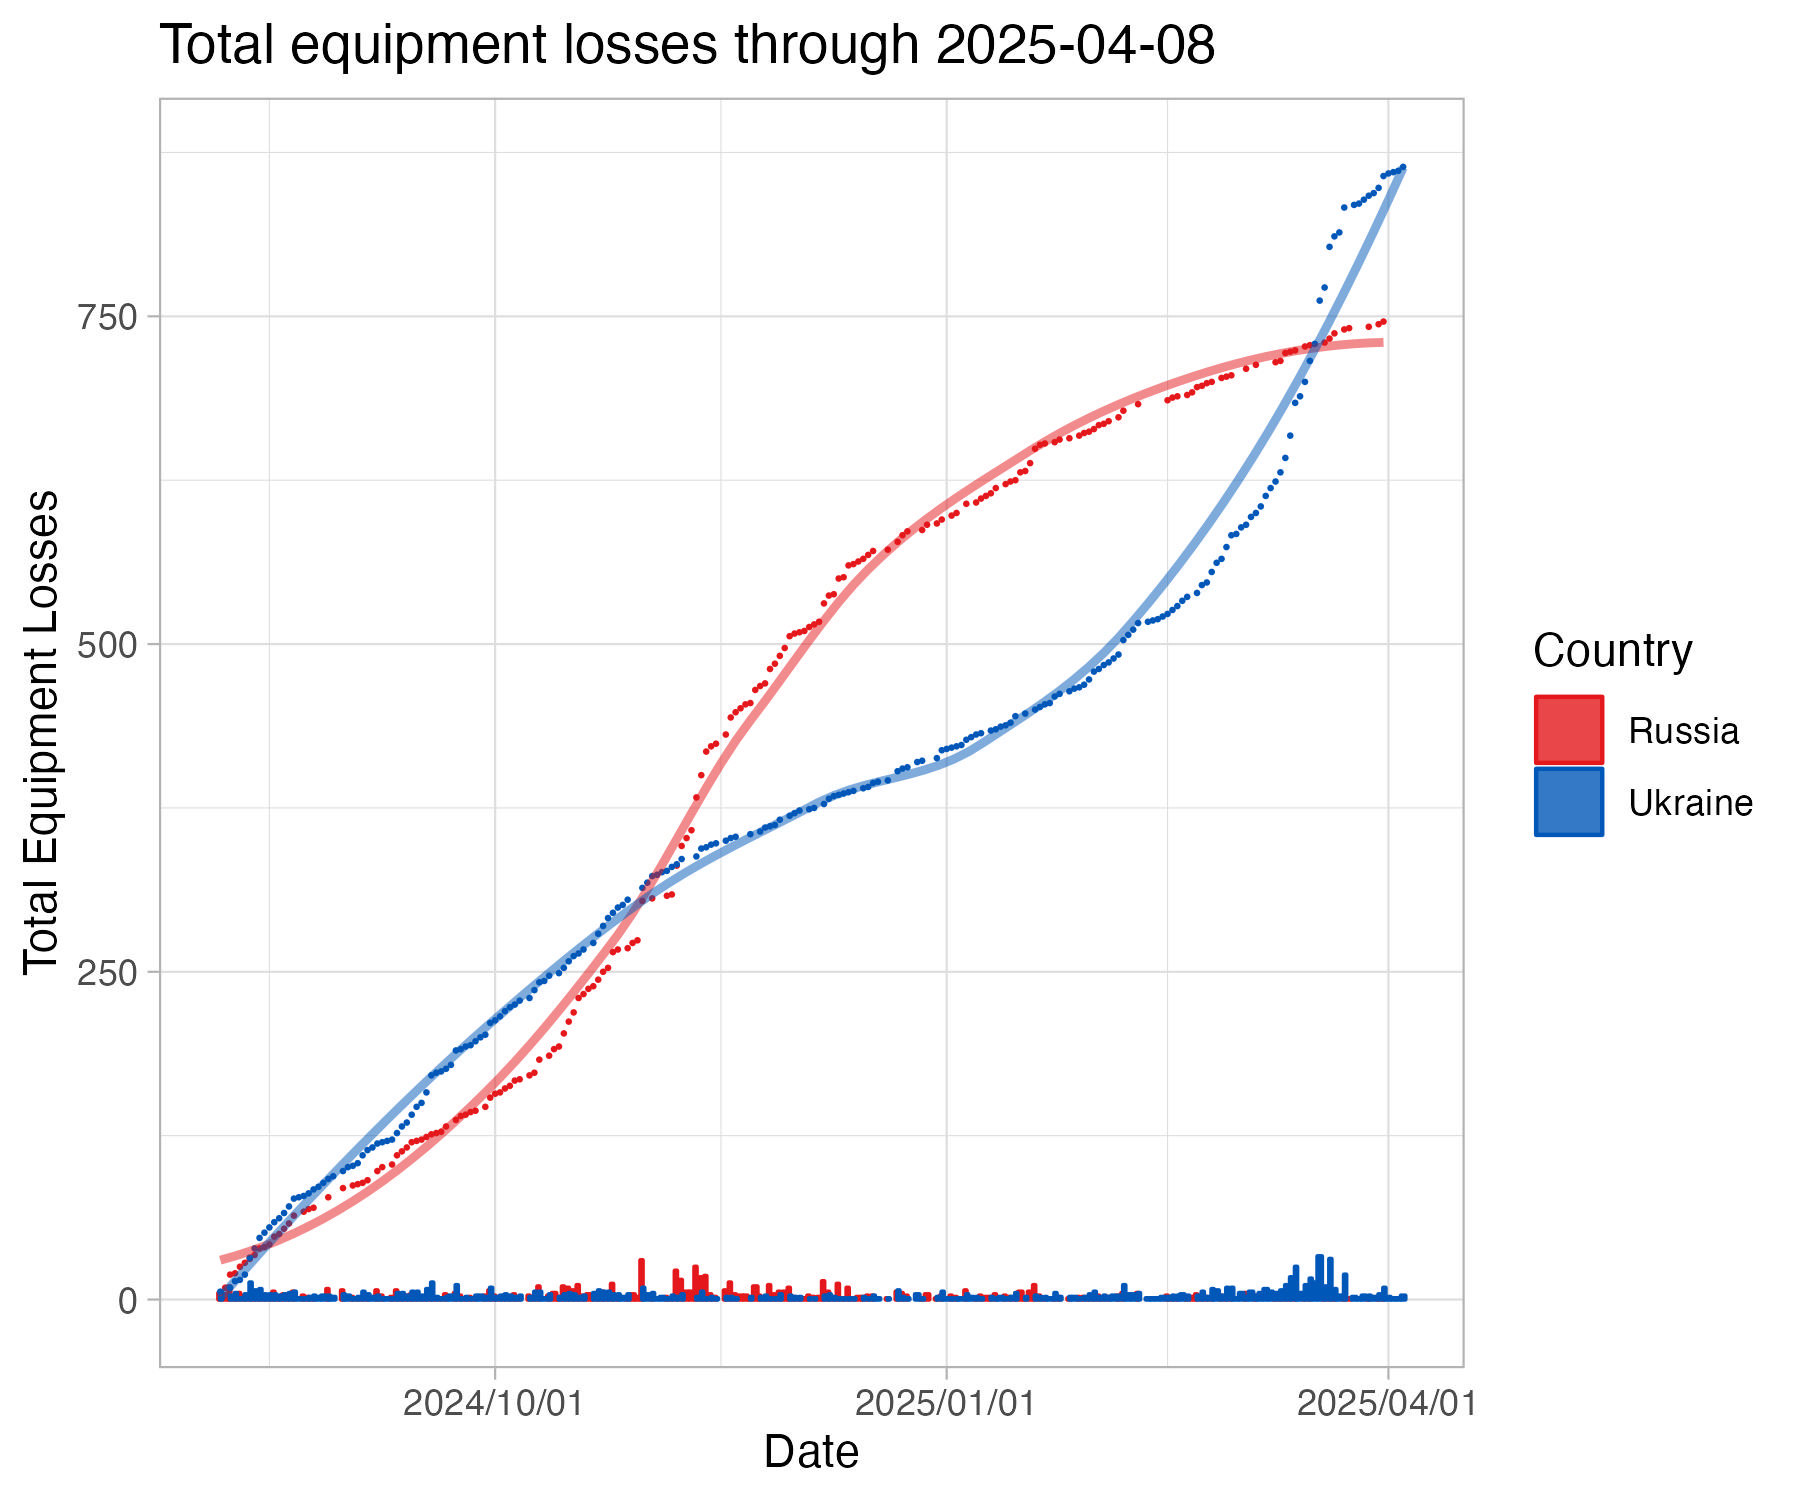 Total equipment losses through 2025-04-08
Total Equipment Losses
750
500
250
0
2024/10/01
2025/01/01
2025/04/01
Date
Country
Russia
Ukraine